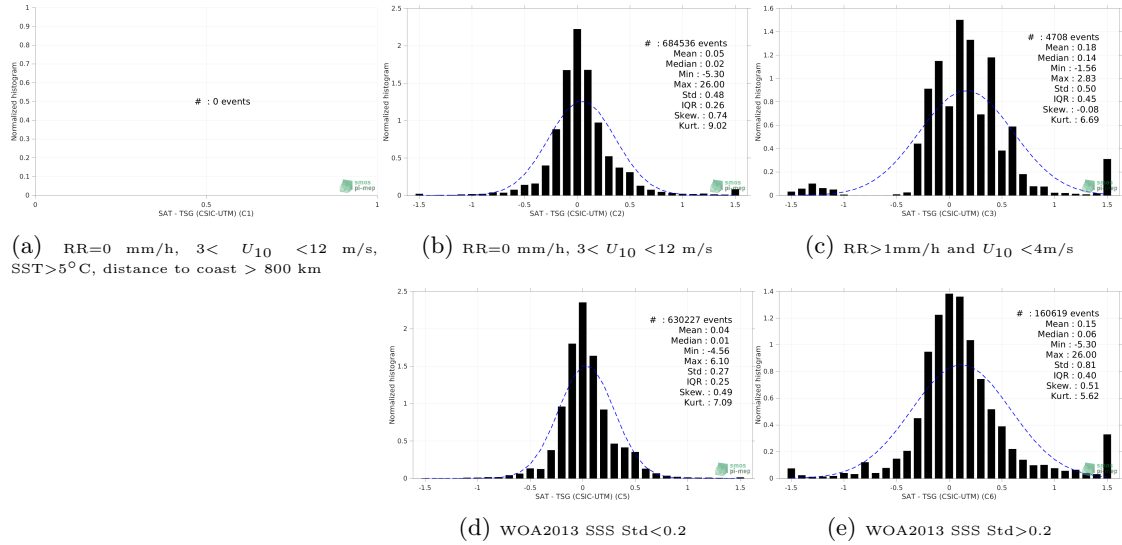 1
0.9
0.8
0.7
0.6
0.5
0.4
0.3
0.2
0.1
0
0 0.5 1
Normalized histogram
# : 0 events
smos
pi-mep
SAT - TSG (CSIC-UTM) (C1)
(a) RR=0 mm/h, 3< U10 <12 m/s,
SST>5°C, distance to coast > 800 km
2.5
2
1.5
1
0.5
0
-1.5 -1 -0.5 0 0.5 1 1.5
Normalized histogram
# : 684536 events
Mean : 0.05
Median : 0.02
Min : -5.30
Max : 26.00
Std : 0.48
IQR : 0.26
Skew. : 0.74
Kurt. : 9.02
smos
pi-mep
SAT - TSG (CSIC-UTM) (C2)
(b) RR=0 mm/h, 3< U10 <12 m/s
1.6
1.4
1.2
1
0.8
0.6
0.4
0.2
0
-1.5 -1 -0.5 0 0.5 1 1.5
Normalized histogram
# : 4708 events
Mean : 0.18
Median : 0.14
Min : -1.56
Max : 2.83
Std : 0.50
IQR : 0.45
Skew. : -0.08
Kurt. : 6.69
smos
pi-mep
SAT - TSG (CSIC-UTM) (C3)
(c) RR>1mm/h and U10 <4m/s
2.5
2
1.5
1
0.5
0
-1.5 -1 -0.5 0 0.5 1 1.5
Normalized histogram
# : 630227 events
Mean : 0.04
Median : 0.01
Min : -4.56
Max : 6.10
Std : 0.27
IQR : 0.25
Skew. : 0.49
Kurt. : 7.09
smos
pi-mep
SAT - TSG (CSIC-UTM) (C5)
(d) WOA2013 SSS Std<0.2
1.4
1.2
1
0.8
0.6
0.4
0.2
0
-1.5 -1 -0.5 0 0.5 1 1.5
Normalized histogram
# : 160619 events
Mean : 0.15
Median : 0.06
Min : -5.30
Max : 26.00
Std : 0.81
IQR : 0.40
Skew. : 0.51
Kurt. : 5.62
smos
pi-mep
SAT - TSG (CSIC-UTM) (C6)
(e) WOA2013 SSS Std>0.2